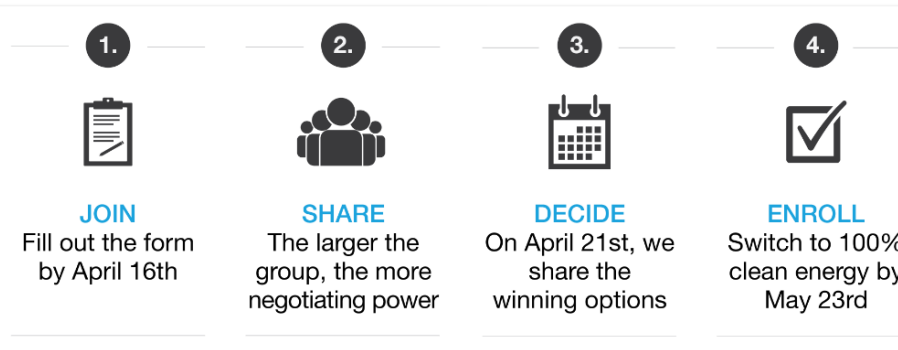 1.
2.
3.
4.
JOIN
Fill out the form
by April 16th
SHARE
The larger the
group, the more
negotiating power
DECIDE
On April 21st, we
share the
winning options
ENROLL
Switch to 100%
clean energy by
May 23rd